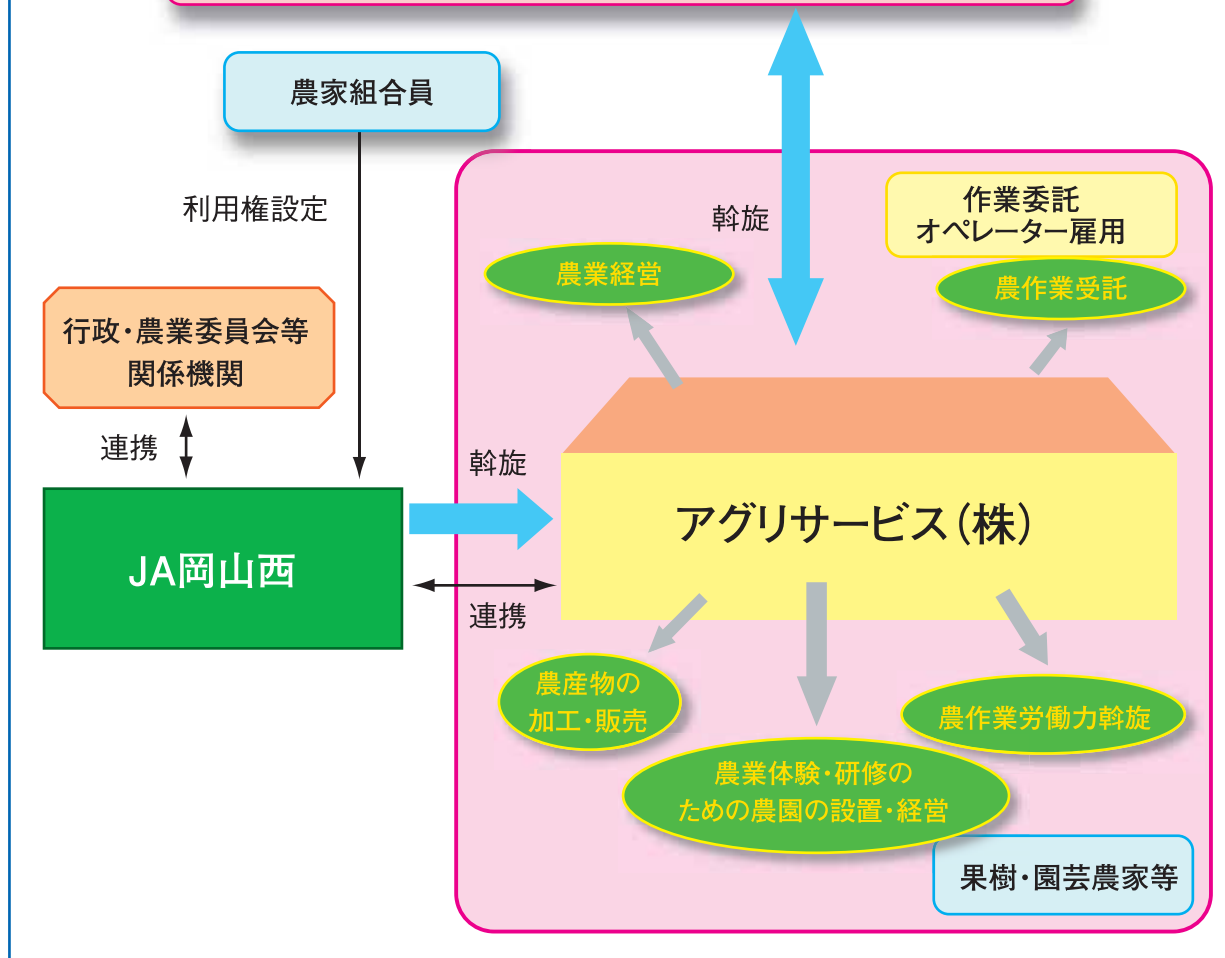 農家組合員
利用権設定
斡旋
作業委託
オペレーター雇用
農業経営
農作業受託
行政・農業委員会等
関係機関
連携
斡旋
アグリサービス(株)
JA岡山西
連携
農産物の
加工・販売
農作業労働力斡旋
農業体験・研修の
ための農園の設置・経営
果樹・園芸農家等